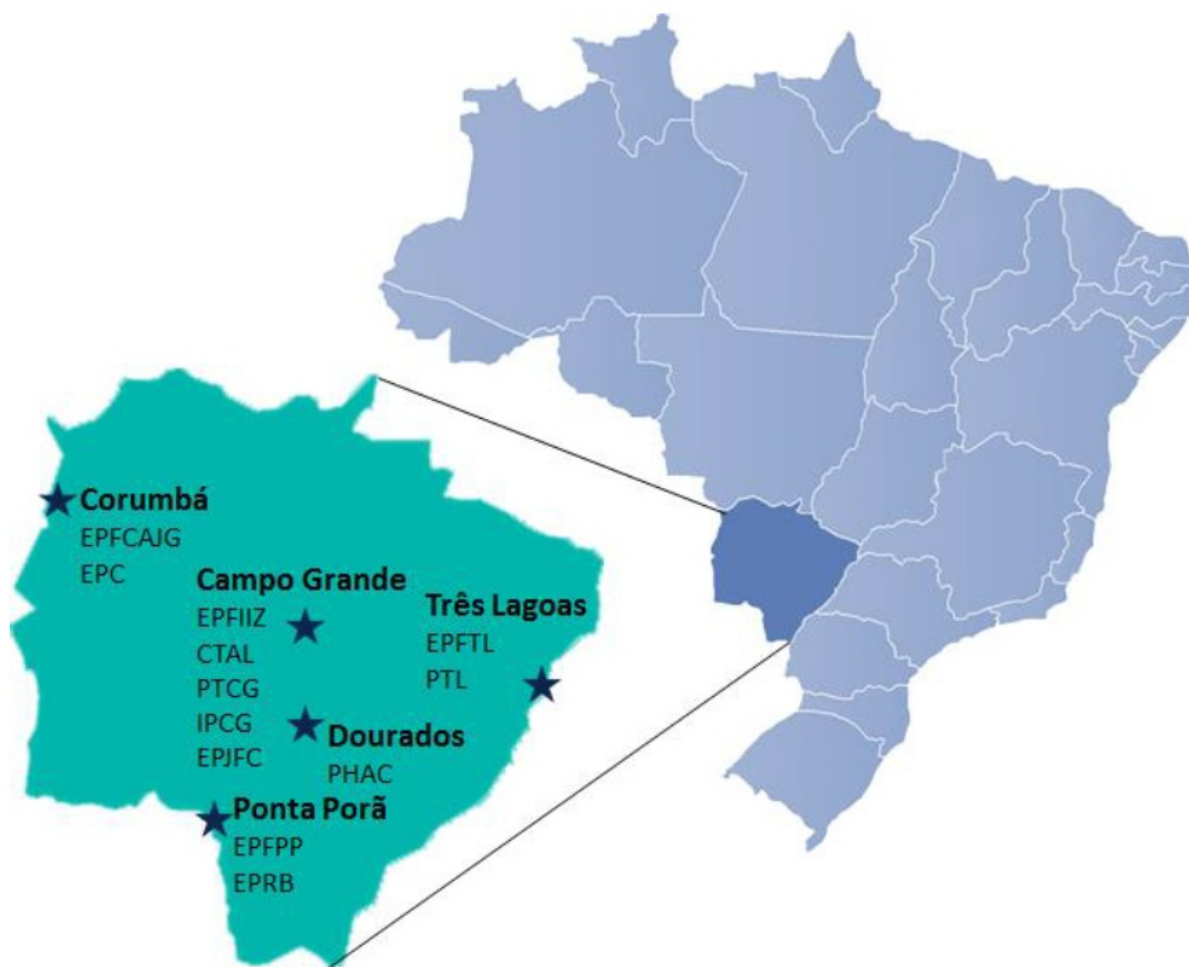 Corumbá
EPFCAJG
EPC
Campo Grande
EPFIIZ
CTAL
PTCG
IPCG
EPJFC
Três Lagoas
EPFTL
PTL
Dourados
PHAC
Ponta Porã
EPFPP
EPRB